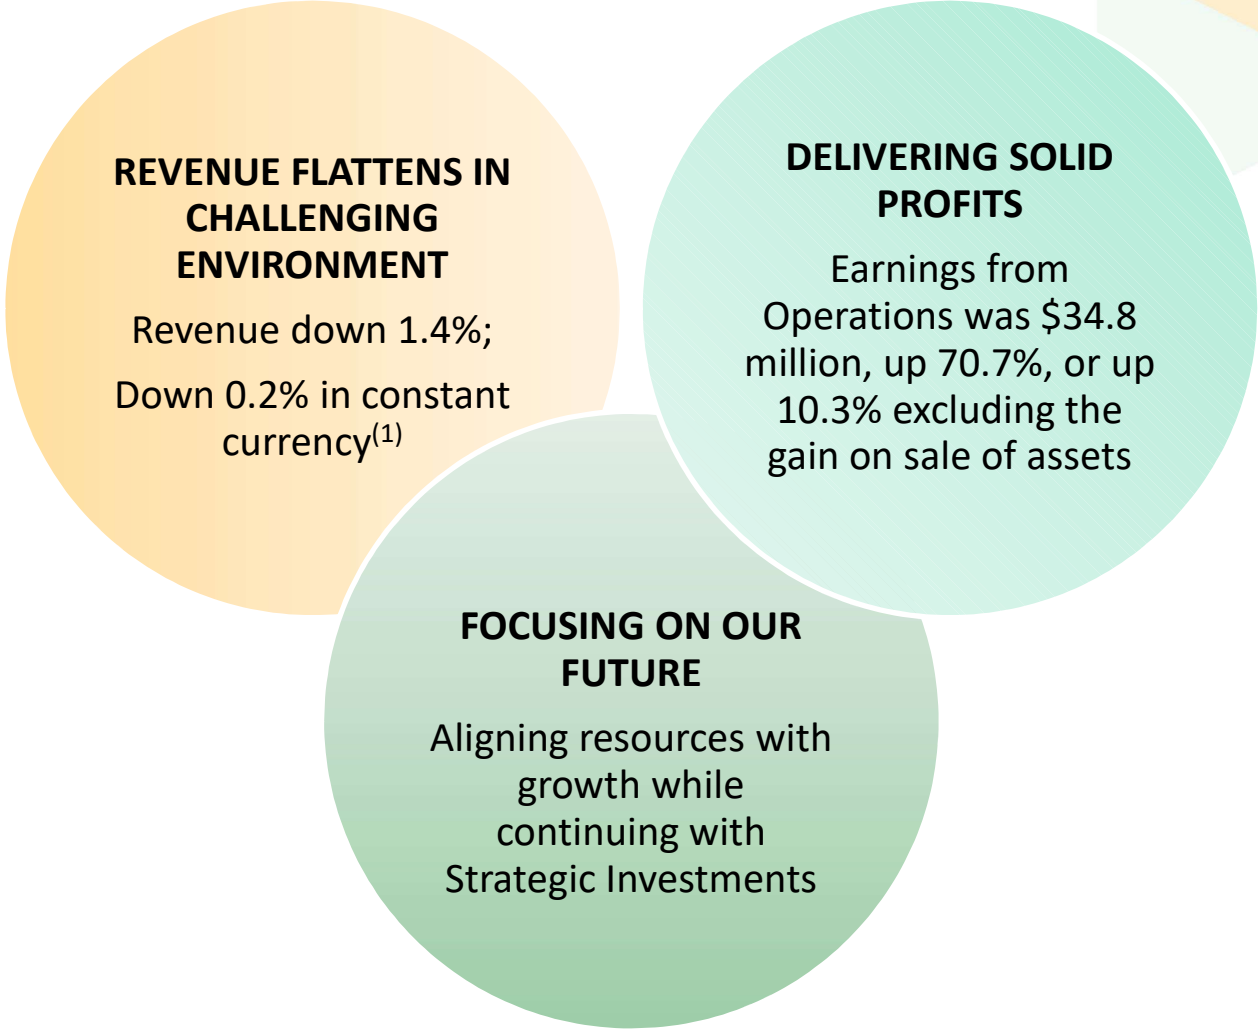 REVENUE FLATTENS IN
CHALLENGING
ENVIRONMENT
Revenue down 1.4%;
Down 0.2% in constant
currency(1)
DELIVERING SOLID
PROFITS
Earnings from
Operations was $34.8
million, up 70.7%, or up
10.3% excluding the
gain on sale of assets
FOCUSING ON OUR
FUTURE
Aligning resources with
growth while
continuing with
Strategic Investments